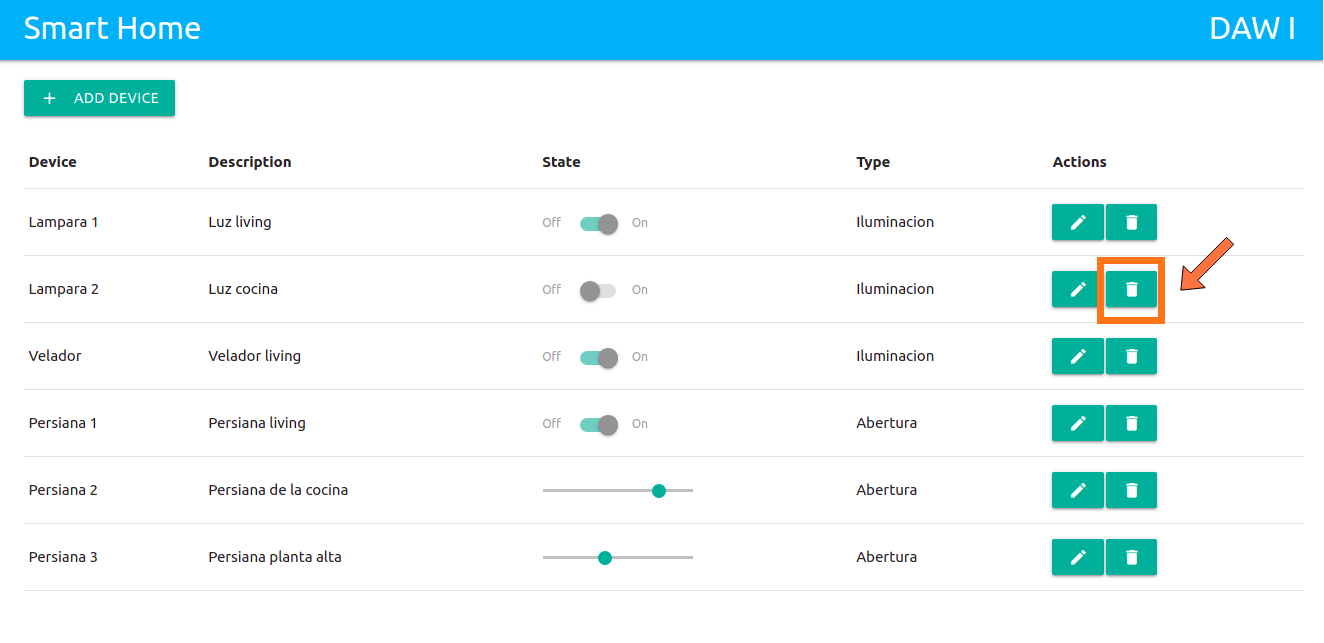 Smart Home DAW I
ADD DEVICE
Device Description State Type Actions
Lampara 1 Luz living Off On Iluminacion
Lampara 2 Luz cocina Off On Iluminacion
Velador Velador living Off On Iluminacion
Persiana 1 Persiana living Off On Abertura
Persiana 2 Persiana de la cocina Abertura
Persiana 3 Persiana planta alta Abertura